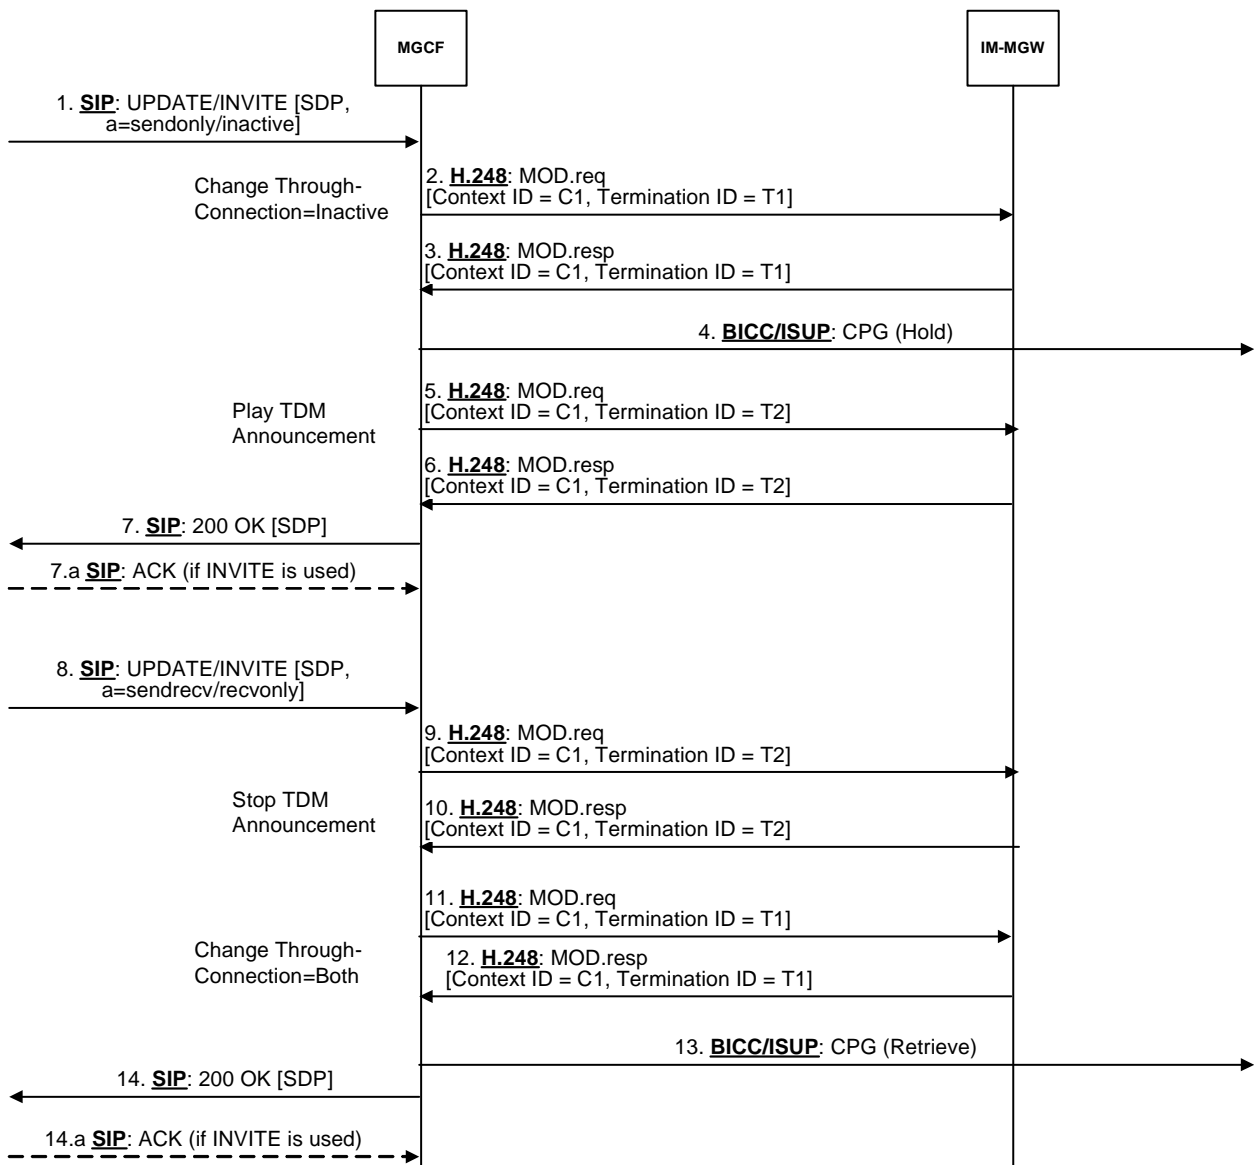 MGCF
IM-MGW
1. SIP: UPDATE/INVITE [SDP,
a=sendonly/inactive]
Change Through-
Connection=Inactive
2. H.248: MOD.req
[Context ID = C1, Termination ID = T1]
3. H.248: MOD.resp
[Context ID = C1, Termination ID = T1]
4. BICC/ISUP: CPG (Hold)
Play TDM
Announcement
5. H.248: MOD.req
[Context ID = C1, Termination ID = T2]
6. H.248: MOD.resp
[Context ID = C1, Termination ID = T2]
7. SIP: 200 OK [SDP]
7.a SIP: ACK (if INVITE is used)
8. SIP: UPDATE/INVITE [SDP,
a=sendrecv/recvonly]
9. H.248: MOD.req
[Context ID = C1, Termination ID = T2]
Stop TDM
Announcement
10. H.248: MOD.resp
[Context ID = C1, Termination ID = T2]
11. H.248: MOD.req
[Context ID = C1, Termination ID = T1]
Change Through-
Connection=Both
12. H.248: MOD.resp
[Context ID = C1, Termination ID = T1]
13. BICC/ISUP: CPG (Retrieve)
14. SIP: 200 OK [SDP]
14.a SIP: ACK (if INVITE is used)